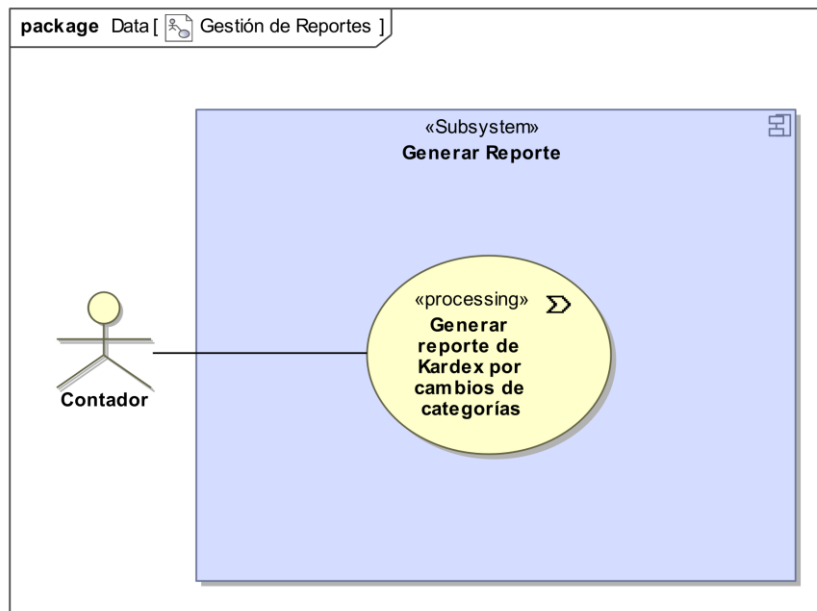 package Data [ Gestión de Reportes ]
«Subsystem»
Generar Reporte
«processing»
Generar
reporte de
Kardex por
cambios de
categorías
Contador